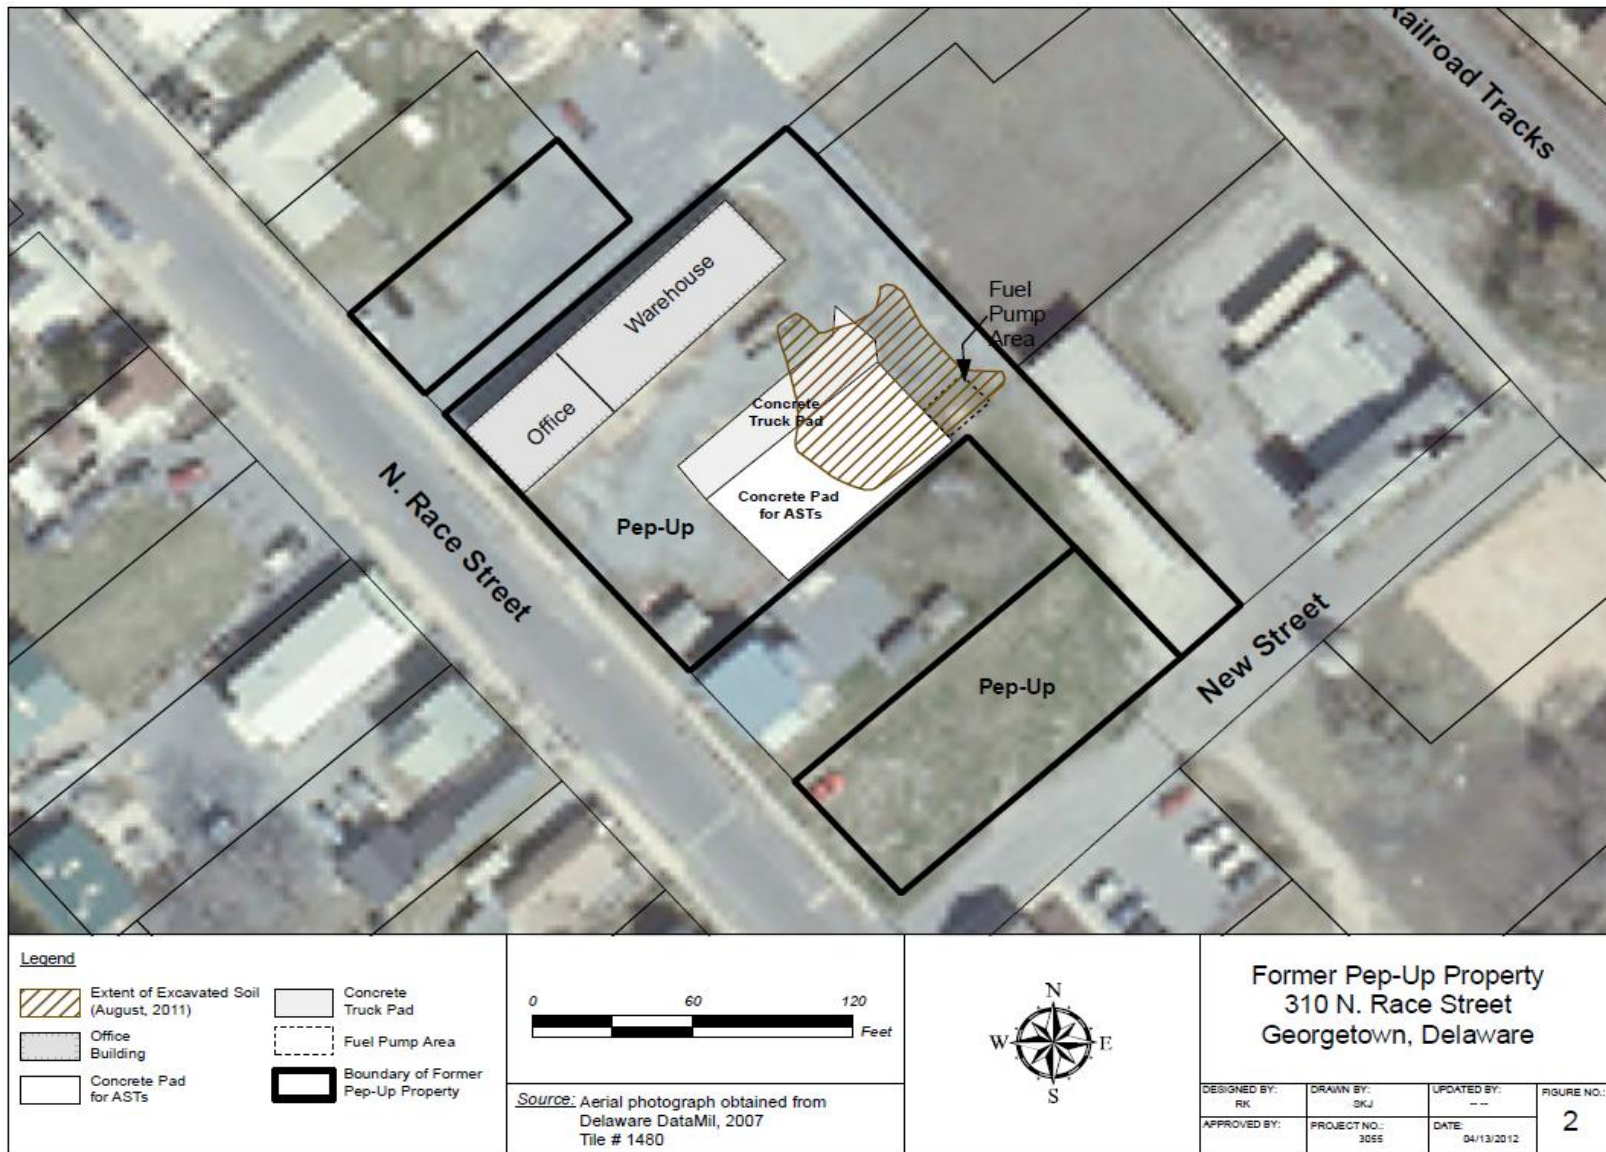 Railroad Tracks
Fuel
Pump
Area
Warehouse
Office
Concrete
Truck Pad
Concrete Pad
for ASTs
Pep-Up
N. Race Street
Pep-Up
New Street
Legend
Extent of Excavated Soil
(August, 2011)
Office
Building
Concrete Pad
for ASTs
Concrete
Truck Pad
Fuel Pump Area
Boundary of Former
Pep-Up Property
0 60 120
Feet
Source: Aerial photograph obtained from
Delaware DataMil, 2007
Tile # 1480
N
W E
S
Former Pep-Up Property
310 N. Race Street
Georgetown, Delaware
DESIGNED BY:
RK
DRAWN BY:
SKJ
UPDATED BY:
-- --
FIGURE NO.:
2
APPROVED BY:
PROJECT NO.:
3055
DATE:
04/13/2012